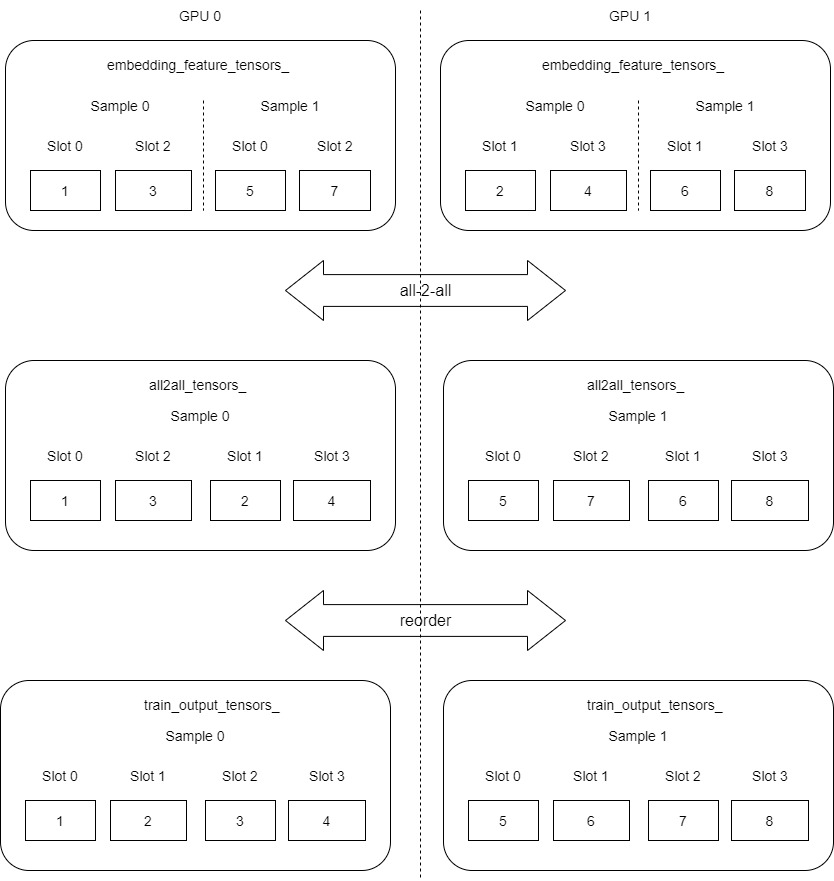 GPU 0 GPU 1
embedding_feature_tensors_ embedding_feature_tensors_
Sample 0 Sample 1 Sample 0 Sample 1
Slot 0 Slot 2 Slot 0 Slot 2 Slot 1 Slot 3 Slot 1 Slot 3
1 3 5 7 2 4 6 8
all-2-all
all2all_tensors_ all2all_tensors_
Sample 0 Sample 1
Slot 0 Slot 2 Slot 1 Slot 3 Slot 0 Slot 2 Slot 1 Slot 3
1 3 2 4 5 7 6 8
reorder
train_output_tensors_ train_output_tensors_
Sample 0 Sample 1
Slot 0 Slot 1 Slot 2 Slot 3 Slot 0 Slot 1 Slot 2 Slot 3
1 2 3 4 5 6 7 8